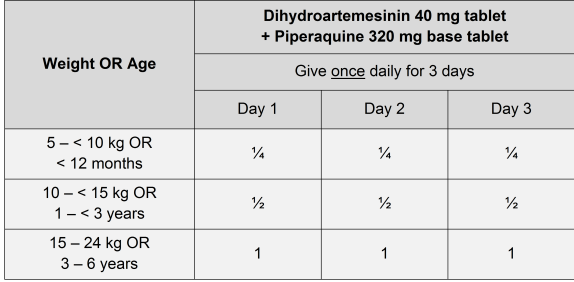 Weight OR Age
Dihydroartemesinin 40 mg tablet
+ Piperaquine 320 mg base tablet
Give once daily for 3 days
Day 1 Day 2 Day 3
5 – < 10 kg OR
< 12 months
¼ ¼ ¼
10 – < 15 kg OR
1 – < 3 years
½ ½ ½
15 – 24 kg OR
3 – 6 years
1 1 1